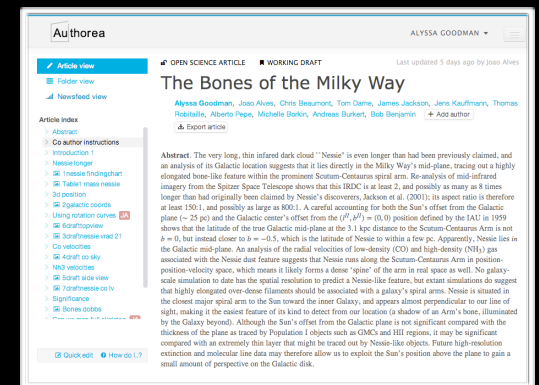 Authorea
ALYSSA GOODMAN
Article view
Folder view
Newsfeed view
Article index
Abstract
Co author instructions
Introduction 1
Nessie longer
1nessie findingchart
Table1 mass nessie
3d position
2galactic coords
Using rotation curves JA
6drafttopview
3draftnessie vrad 21
Co velocities
4draft co sky
Nh3 velocities
5draft side view
7draftnessie co lv
Significance
Bones dobbs
Quick edit How do I..?
OPEN SCIENCE ARTICLE WORKING DRAFT Last updated 5 days ago by Joao Alves
The Bones of the Milky Way
Alyssa Goodman, Joao Alves, Chris Beaumont, Tom Dame, James Jackson, Jens Kauffmann, Thomas
Robitaille, Alberto Pepe, Michelle Borkin, Andreas Burkert, Bob Benjamin + Add author
Export article
Abstract. The very long, thin infared dark cloud ``Nessie" is even longer than had been previously claimed, and
an analysis of its Galactic location suggests that it lies directly in the Milky Way's mid-plane, tracing out a highly
elongated bone-like feature within the prominent Scutum-Centaurus spiral arm. Re-analysis of mid-infrared
imagery from the Spitzer Space Telescope shows that this IRDC is at least 2, and possibly as many as 8 times
longer than had originally been claimed by Nessie's discoverers, Jackson et al. (2001); its aspect ratio is therefore
at least 150:1, and possibly as large as 800:1. A careful accounting for both the Sun's offset from the Galactic
plane (~ 25 pc) and the Galactic center's offset from the (l^II, b^II) = (0, 0) position defined by the IAU in 1959
shows that the latitude of the true Galactic mid-plane at the 3.1 kpc distance to the Scutum-Centaurus Arm is not
b = 0, but instead closer to b = −0.5, which is the latitude of Nessie to within a few pc. Apparently, Nessie lies in
the Galactic mid-plane. An analysis of the radial velocities of low-density (CO) and high-density (NH₃) gas
associated with the Nessie dust feature suggests that Nessie runs along the Scutum-Centaurus Arm in position-
position-velocity space, which means it likely forms a dense 'spine' of the arm in real space as well. No galaxy-
scale simulation to date has the spatial resolution to predict a Nessie-like feature, but extant simulations do suggest
that highly elongated over-dense filaments should be associated with a galaxy's spiral arms. Nessie is situated in
the closest major spiral arm to the Sun toward the inner Galaxy, and appears almost perpendicular to our line of
sight, making it the easiest feature of its kind to detect from our location (a shadow of an Arm's bone, illuminated
by the Galaxy beyond). Although the Sun's offset from the Galactic plane is not significant compared with the
thickness of the plane as traced by Population I objects such as GMCs and HII regions, it may be significant
compared with an extremely thin layer that might be traced out by Nessie-like objects. Future high-resolution
extinction and molecular line data may therefore allow us to exploit the Sun's position above the plane to gain a
small amount of perspective on the Galactic disk.